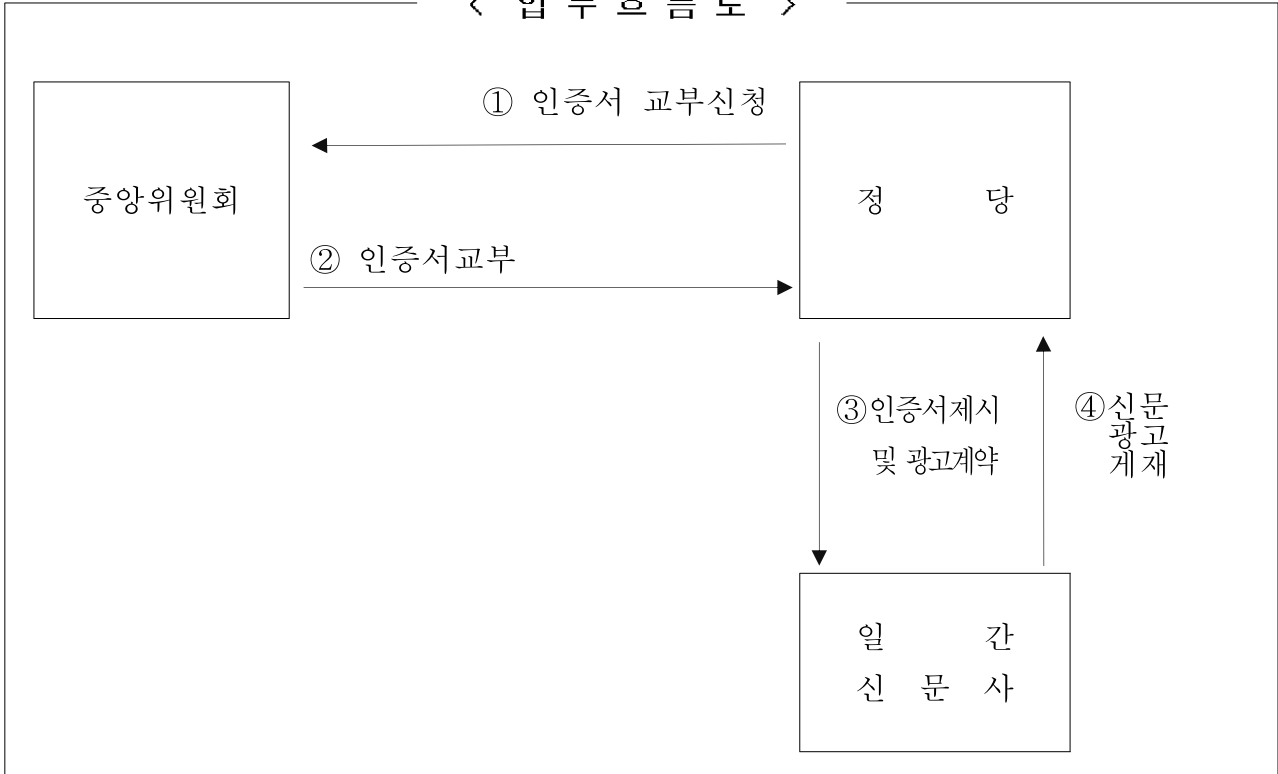 < 업 무 흐 름 도 >
① 인증서 교부신청
중앙위원회
정 당
② 인증서교부
③인증서제시
및 광고계약
④신문
광고
게재
일 간
신 문 사